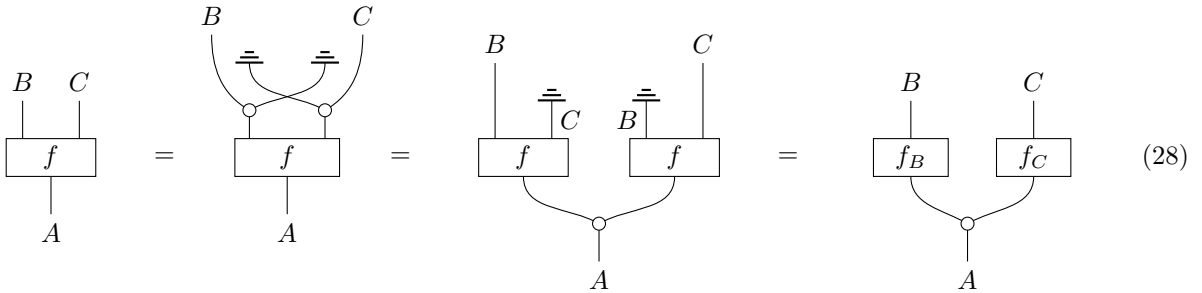 B C
B C
B C
B C
C B
f = f = f f = f_B f_C (28)
A A
A A